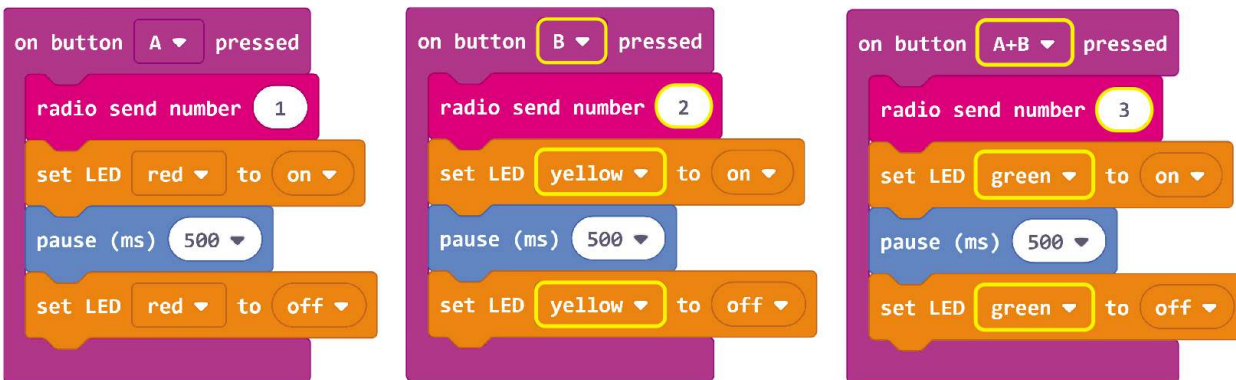 on button A pressed
radio send number 1
set LED red to on
pause (ms) 500
set LED red to off
on button B pressed
radio send number 2
set LED yellow to on
pause (ms) 500
set LED yellow to off
on button A+B pressed
radio send number 3
set LED green to on
pause (ms) 500
set LED green to off